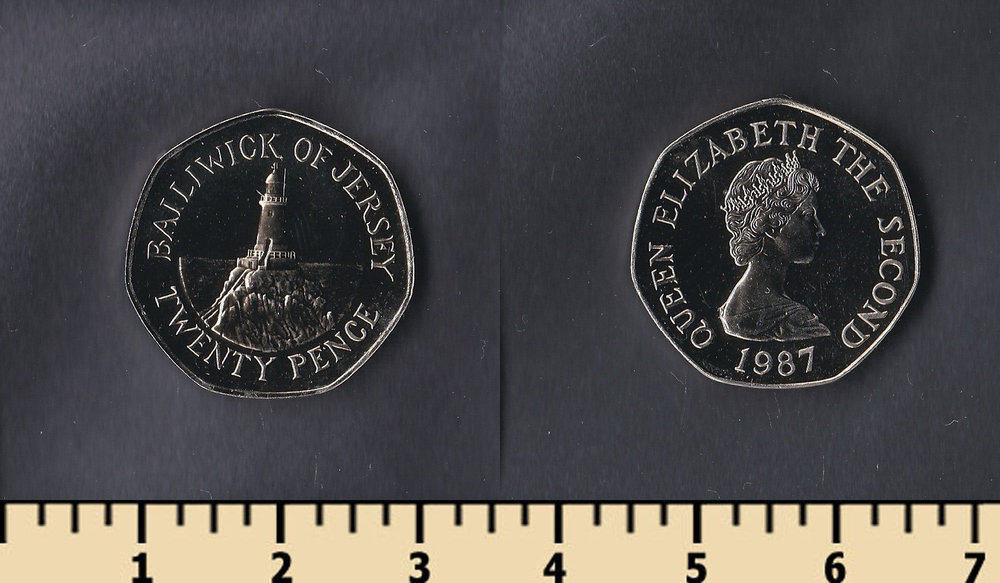 BAILIWICK OF JERSEY
TWENTY PENCE
QUEEN ELIZABETH THE SECOND
1987
1 2 3 4 5 6 7